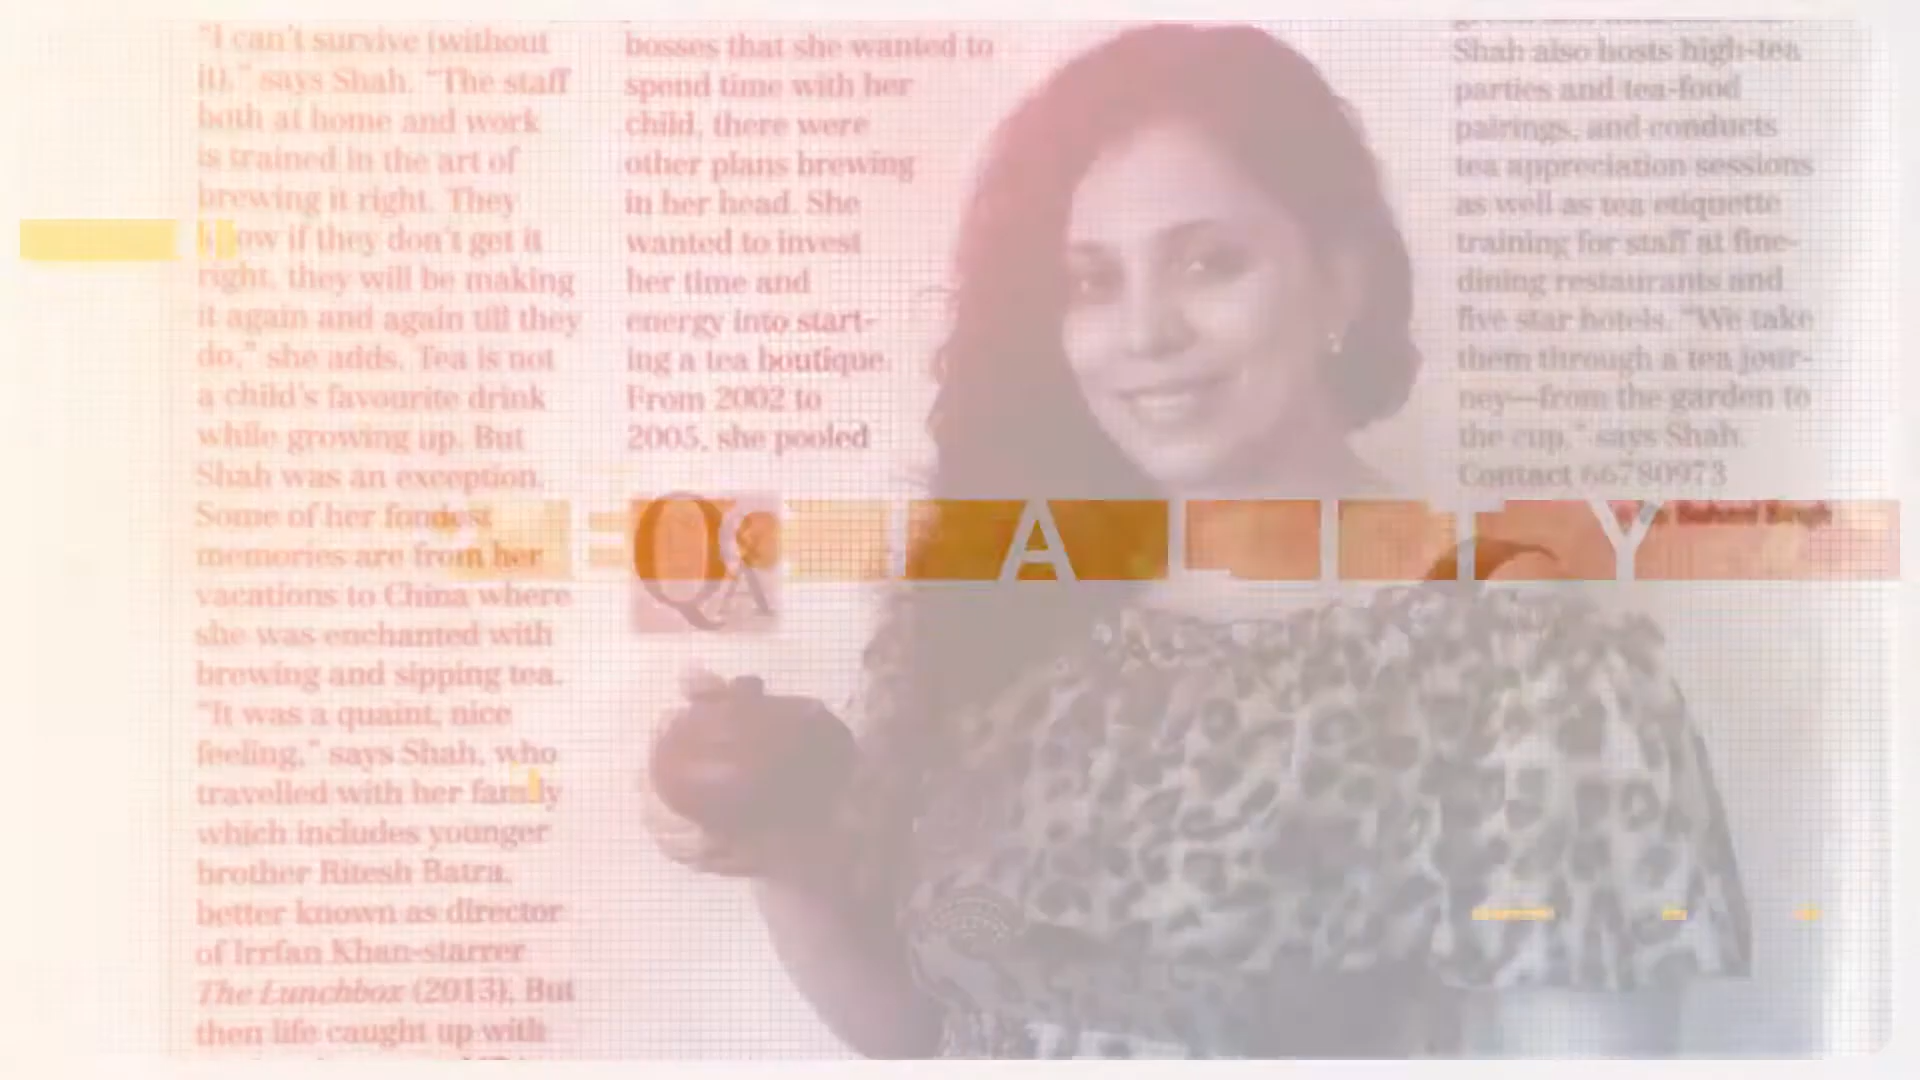 "I can't survive (without
it)," says Shah. "The staff
both at home and work
is trained in the art of
brewing it right. They
know if they don't get it
right, they will be making
it again and again till they
do," she adds. Tea is not
a child's favourite drink
while growing up. But
Shah was an exception.
Some of her fondest
memories are from her
vacations to China where
she was enchanted with
brewing and sipping tea.
"It was a quaint, nice
feeling," says Shah, who
travelled with her family
which includes younger
brother Ritesh Batra,
better known as director
of Irrfan Khan-starrer
The Lunchbox (2013). But
then life caught up with
bosses that she wanted to
spend time with her
child, there were
other plans brewing
in her head. She
wanted to invest
her time and
energy into start-
ing a tea boutique.
From 2002 to
2005, she pooled
Q&A
Shah also hosts high-tea
parties and tea-food
pairings, and conducts
tea appreciation sessions
as well as tea etiquette
training for staff at fine-
dining restaurants and
five star hotels. "We take
them through a tea jour-
ney—from the garden to
the cup," says Shah.
Contact 66780973